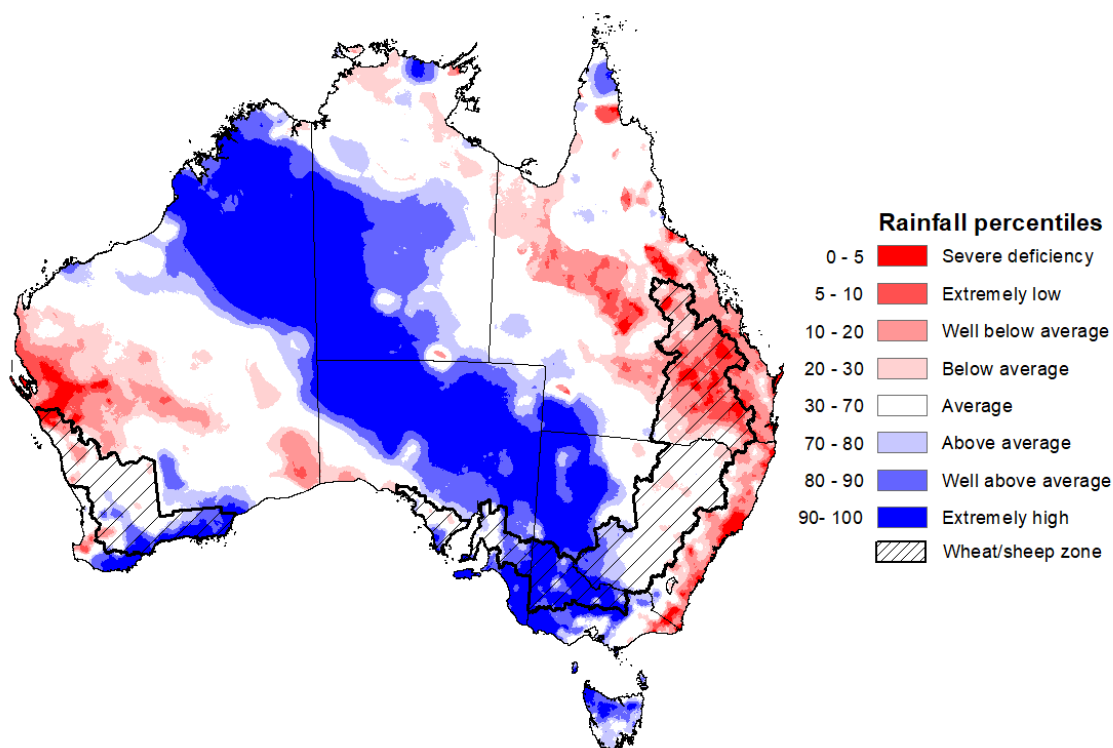 Rainfall percentiles
0 - 5 Severe deficiency
5 - 10 Extremely low
10 - 20 Well below average
20 - 30 Below average
30 - 70 Average
70 - 80 Above average
80 - 90 Well above average
90- 100 Extremely high
Wheat/sheep zone